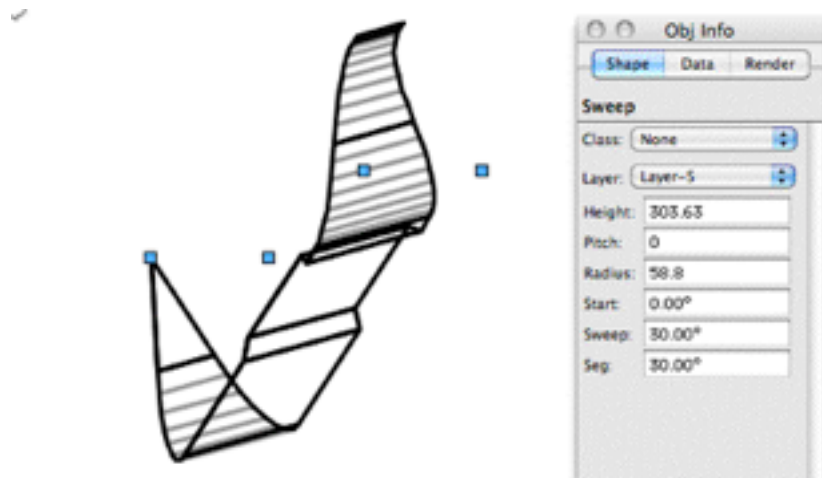 Obj Info
Shape Data Render
Sweep
Class: None
Layer: Layer-5
Height: 303.63
Pitch: 0
Radius: 58.8
Start: 0.00°
Sweep: 30.00°
Seg: 30.00°